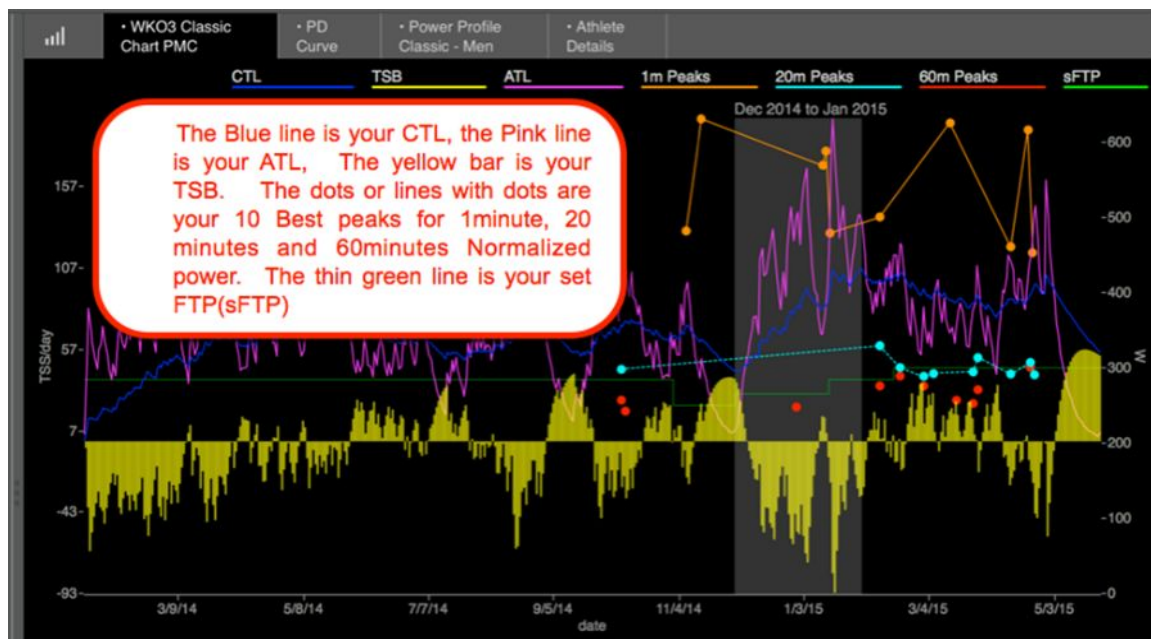 • WKO3 Classic
Chart PMC
• PD
Curve
• Power Profile
Classic - Men
• Athlete
Details
CTL
TSB
ATL
1m Peaks
20m Peaks
60m Peaks
sFTP
Dec 2014 to Jan 2015
The Blue line is your CTL, the Pink line
is your ATL, The yellow bar is your
TSB. The dots or lines with dots are
your 10 Best peaks for 1minute, 20
minutes and 60minutes Normalized
power. The thin green line is your set
FTP(sFTP)
TSS/day
157-
107-
57-
7-
-43-
-93-
-600
-500
-400
-300
-200
-100
-0
W
3/9/14
5/8/14
7/7/14
9/5/14
11/4/14
1/3/15
3/4/15
5/3/15
date